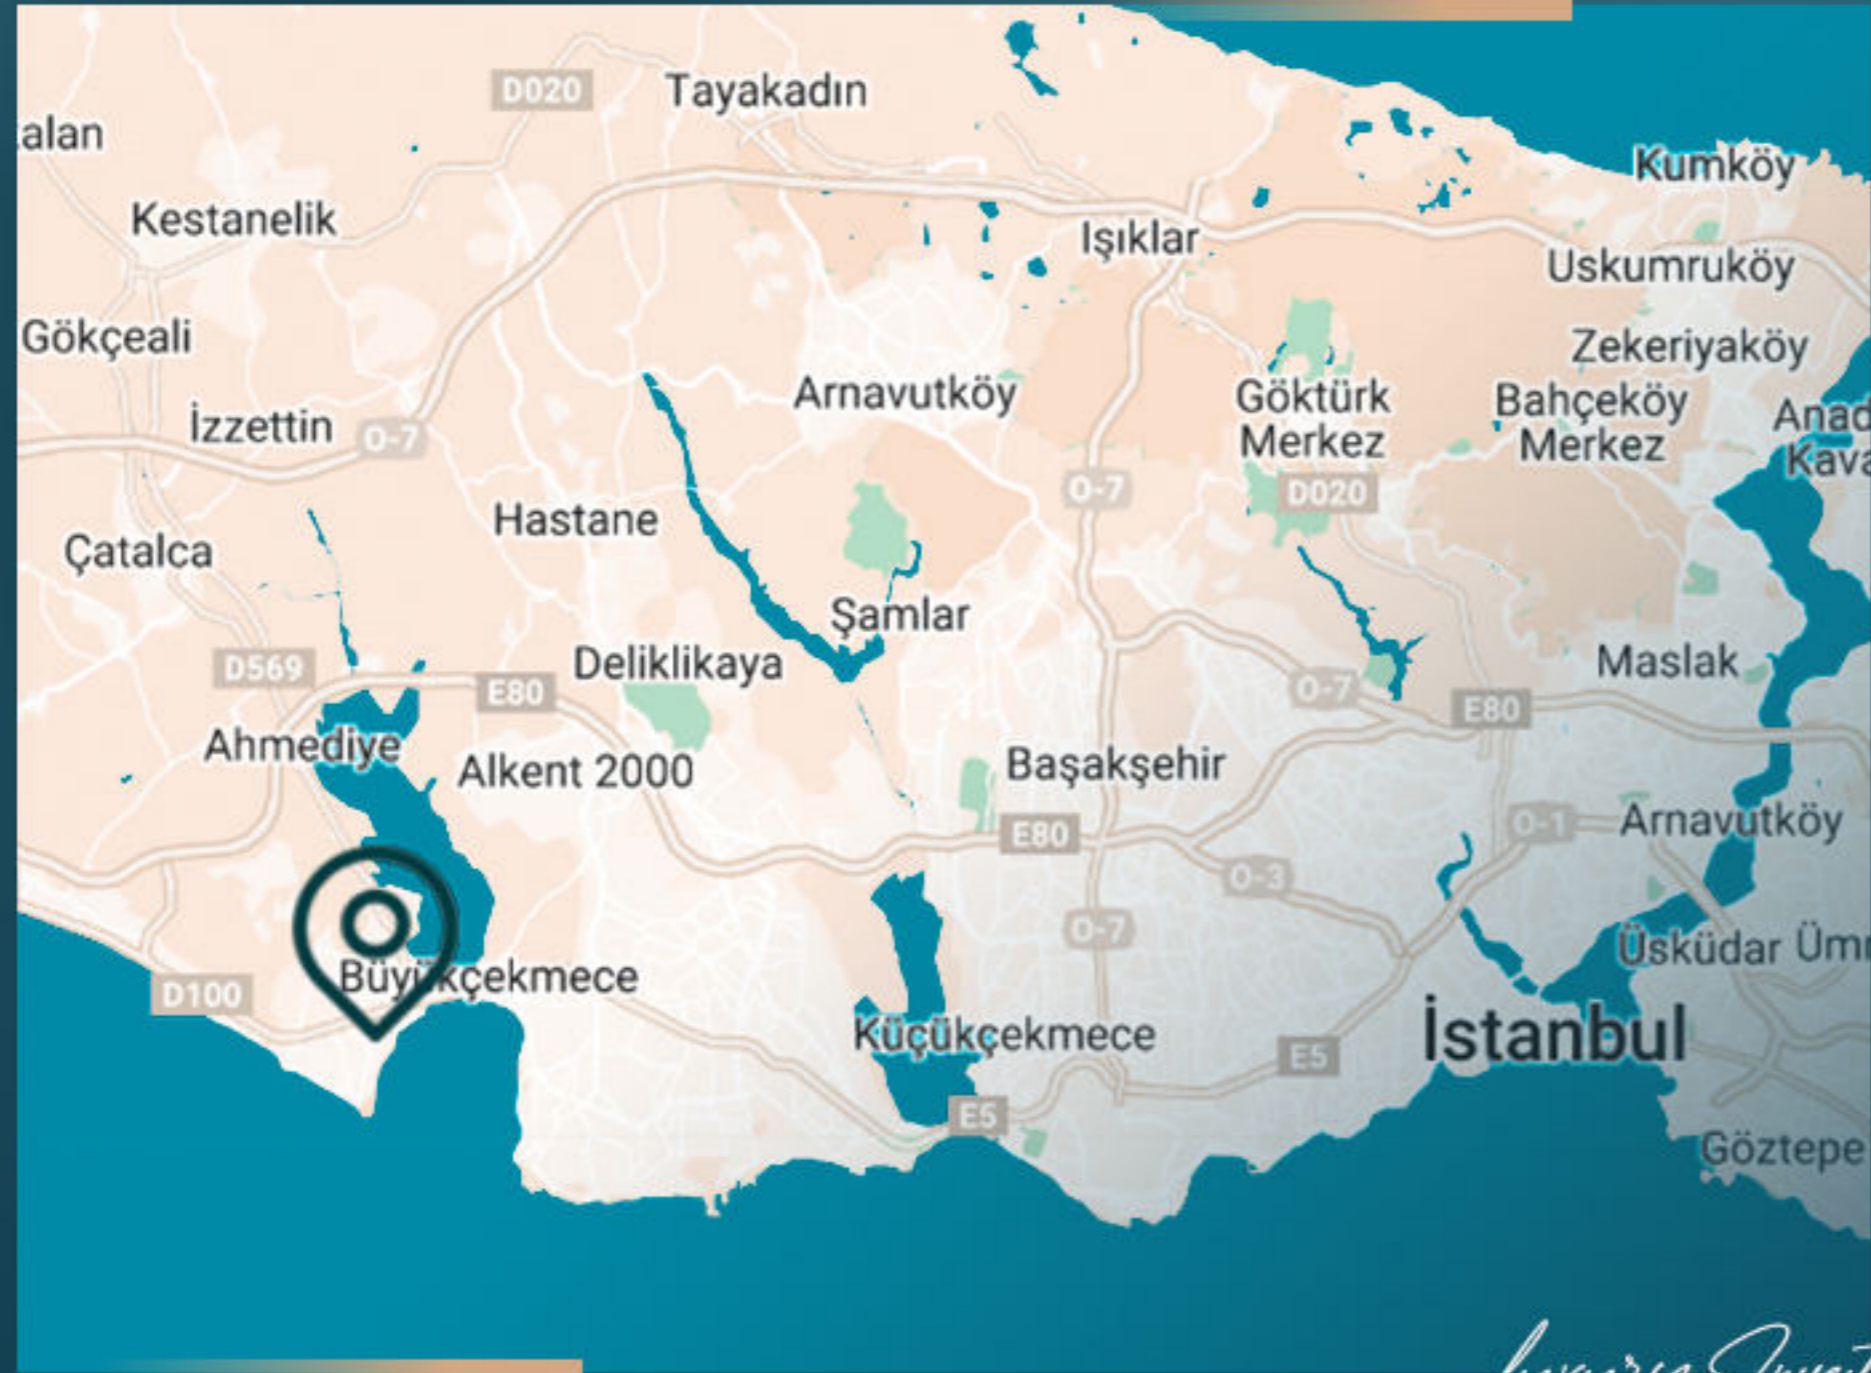 D020
Tayakadın
alan
Kumköy
Kestanelik
Işıklar
Uskumruköy
Gökçeali
Zekeriyaköy
Arnavutköy
Göktürk
Merkez
Bahçeköy
Merkez
Anad
Kava
İzzettin
O-7
O-7
D020
Hastane
Çatalca
Şamlar
D569
Deliklikaya
Maslak
E80
O-7
E80
Ahmediye
Alkent 2000
Başakşehir
E80
O-1
Arnavutköy
O-3
O-7
Üsküdar
Büyükçekmece
D100
Küçükçekmece
İstanbul
E5
E5
Göztepe